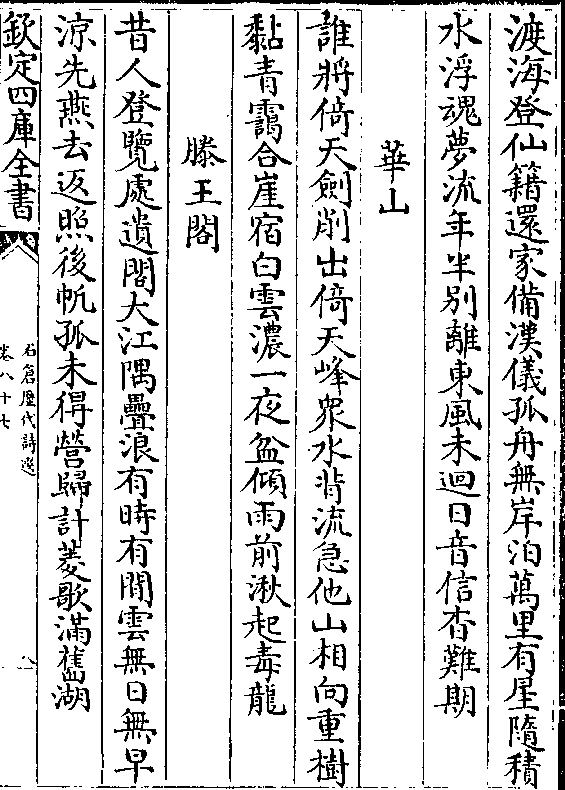 渡海登仙籍還家備漢儀孤舟無岸泊萬里有星隨積
水浮魂夢流年半別離東風未迴日音信杳難期
華山
誰將倚天劍削出倚天峰衆水背流急他山相向重樹
黏青靄合崖宿白雲濃一夜盆傾雨前湫起毒龍
滕王閣
昔人登覽處遺閣大江隅疊浪有時有閒雲無日無早
涼先燕去返照後帆孤未得營歸計菱歌滿舊湖
欽定四庫全書
石倉歷代詩選
卷八十七
八